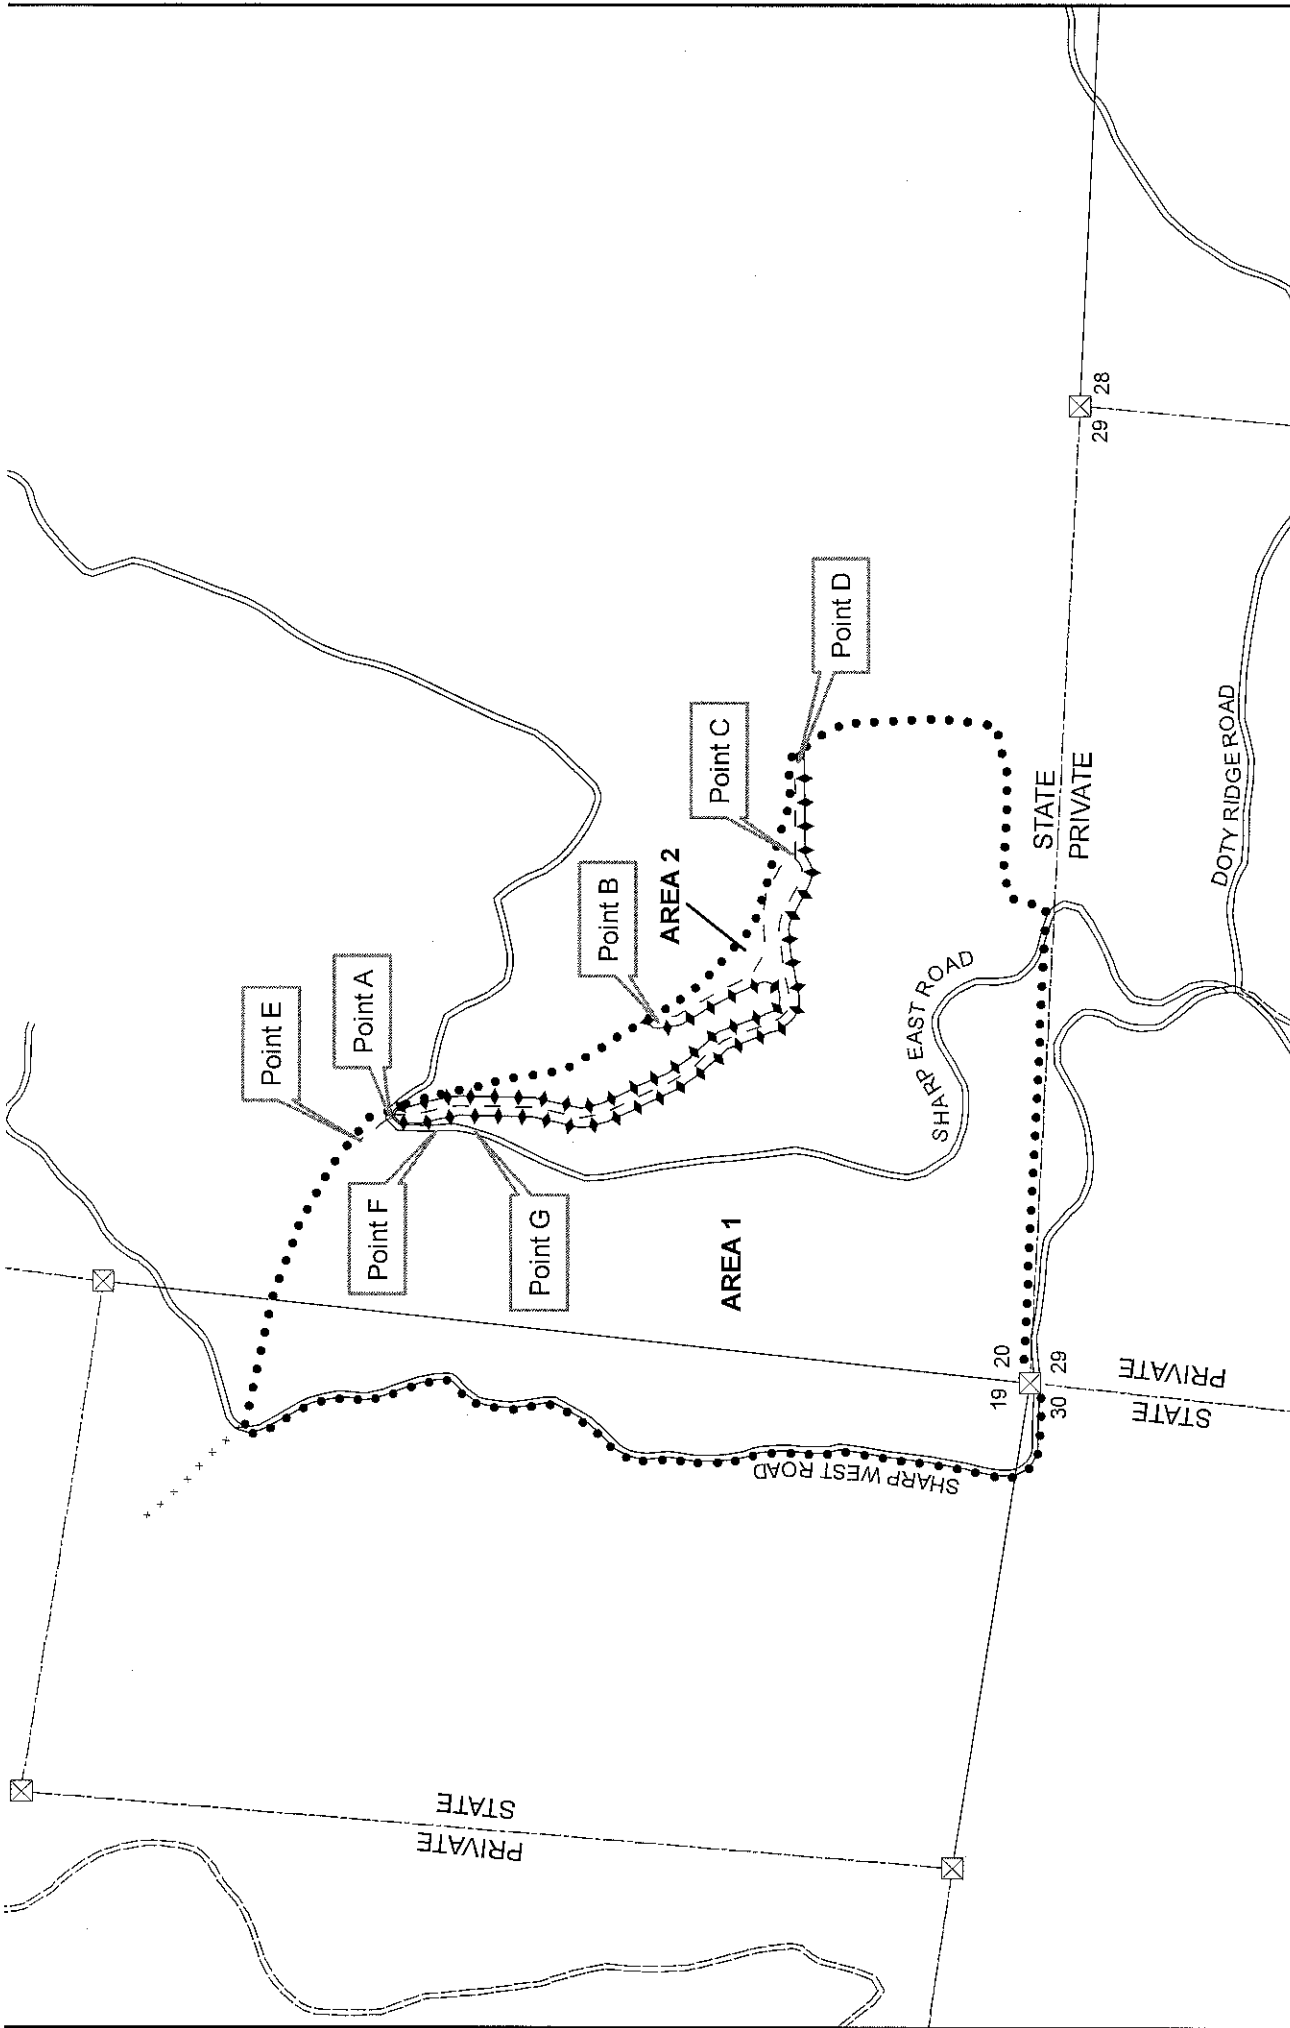 Point E
Point A
Point B
Point C
Point D
Point F
Point G
AREA 2
AREA 1
SHARP EAST ROAD
SHARP WEST ROAD
DOTY RIDGE ROAD
STATE
PRIVATE
STATE
PRIVATE
PRIVATE
STATE
19
20
30
29
29
28